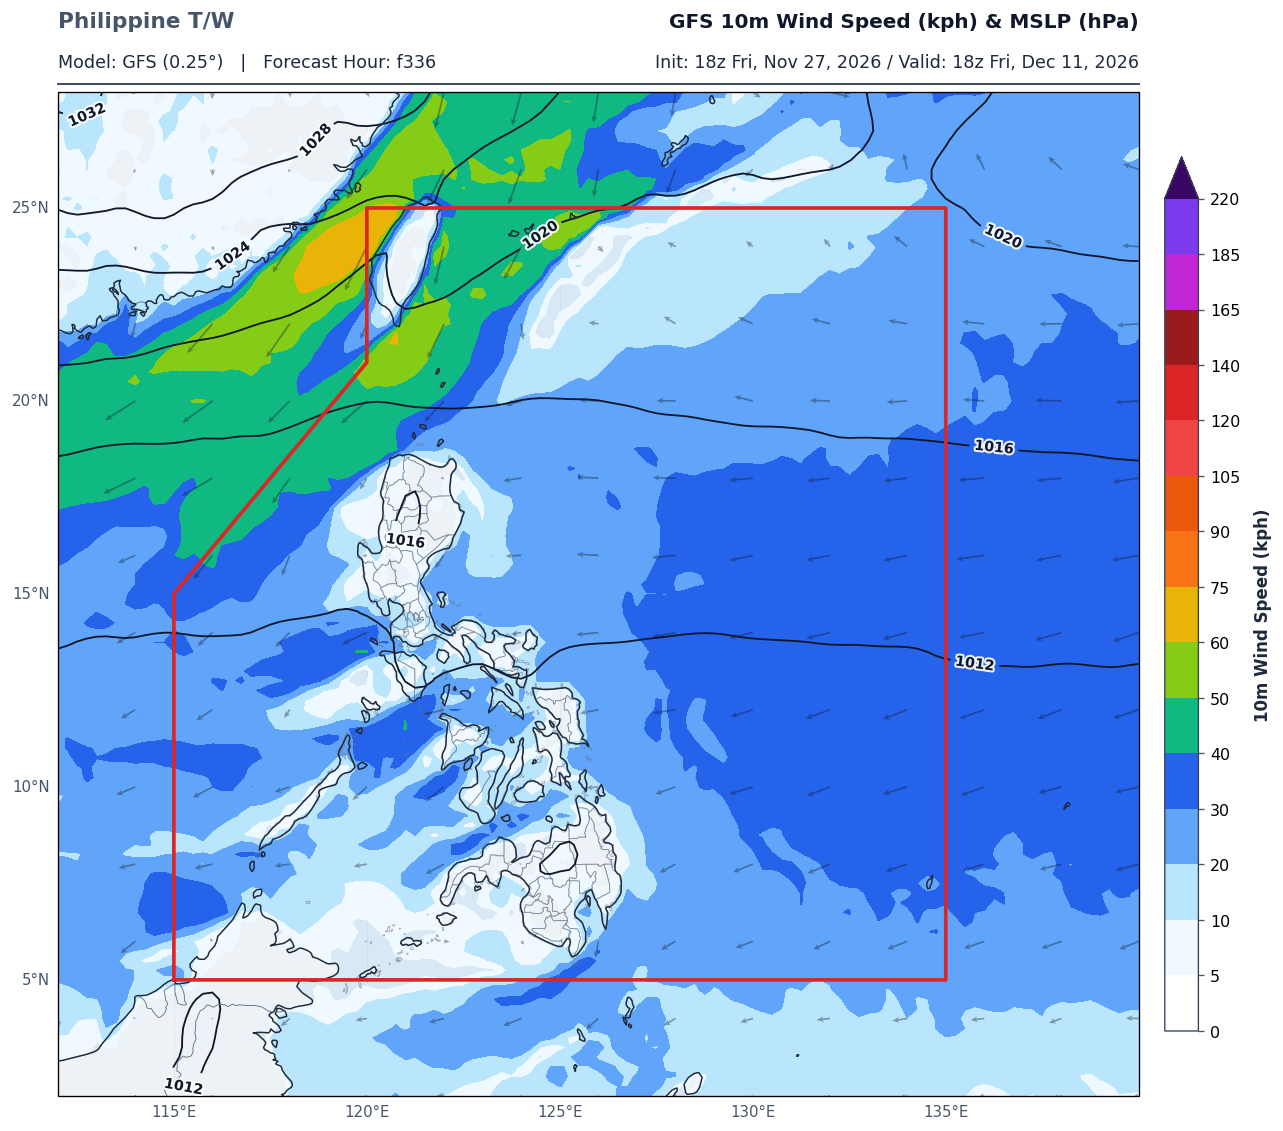 Philippine T/W
GFS 10m Wind Speed (kph) & MSLP (hPa)
Model: GFS (0.25°) | Forecast Hour: f336
Init: 18z Fri, Nov 27, 2026 / Valid: 18z Fri, Dec 11, 2026
1032
1028
1024
1020
1020
1016
1016
1012
1012
25°N
20°N
15°N
10°N
5°N
115°E
120°E
125°E
130°E
135°E
220
185
165
140
120
105
90
75
60
50
40
30
20
10
5
0
10m Wind Speed (kph)